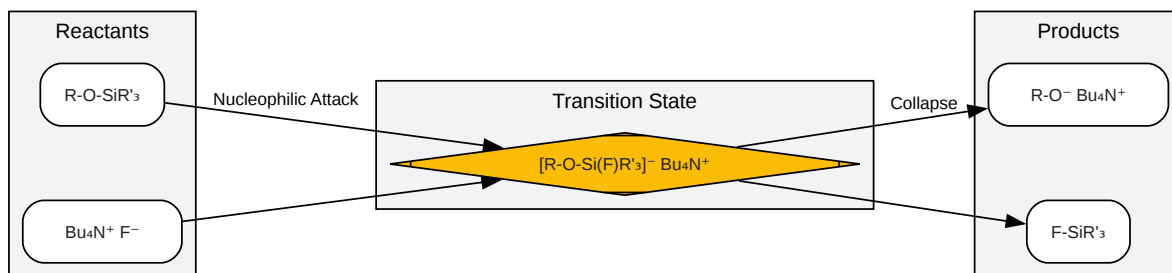 Reactants
R-O-SiR'₃
Bu₄N⁺ F⁻
Nucleophilic Attack
Transition State
[R-O-Si(F)R'₃]⁻ Bu₄N⁺
Collapse
Products
R-O⁻ Bu₄N⁺
F-SiR'₃